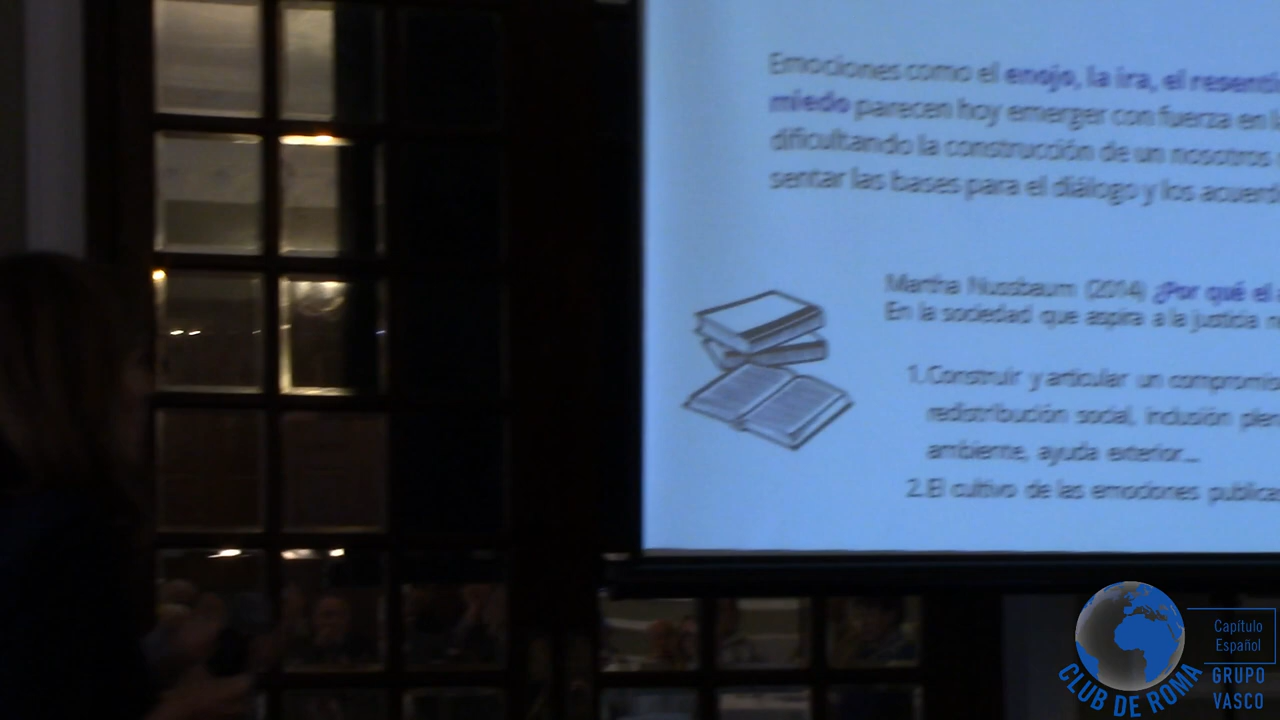 Emociones como el enojo, la ira, el resenti
miedo parecen hoy emerger con fuerza en l
dificultando la construcción de un nosotros
sentar las bases para el diálogo y los acuerd
Martha Nussbaum (2014) ¿Por qué el
En la sociedad que aspira a la justicia
1. Construir y articular un compromis
redistribución social, inclusión plen
ambiente, ayuda exterior...
2.El cultivo de las emociones publica
Capítulo
Español
GRUPO
VASCO
CLUB DE ROMA